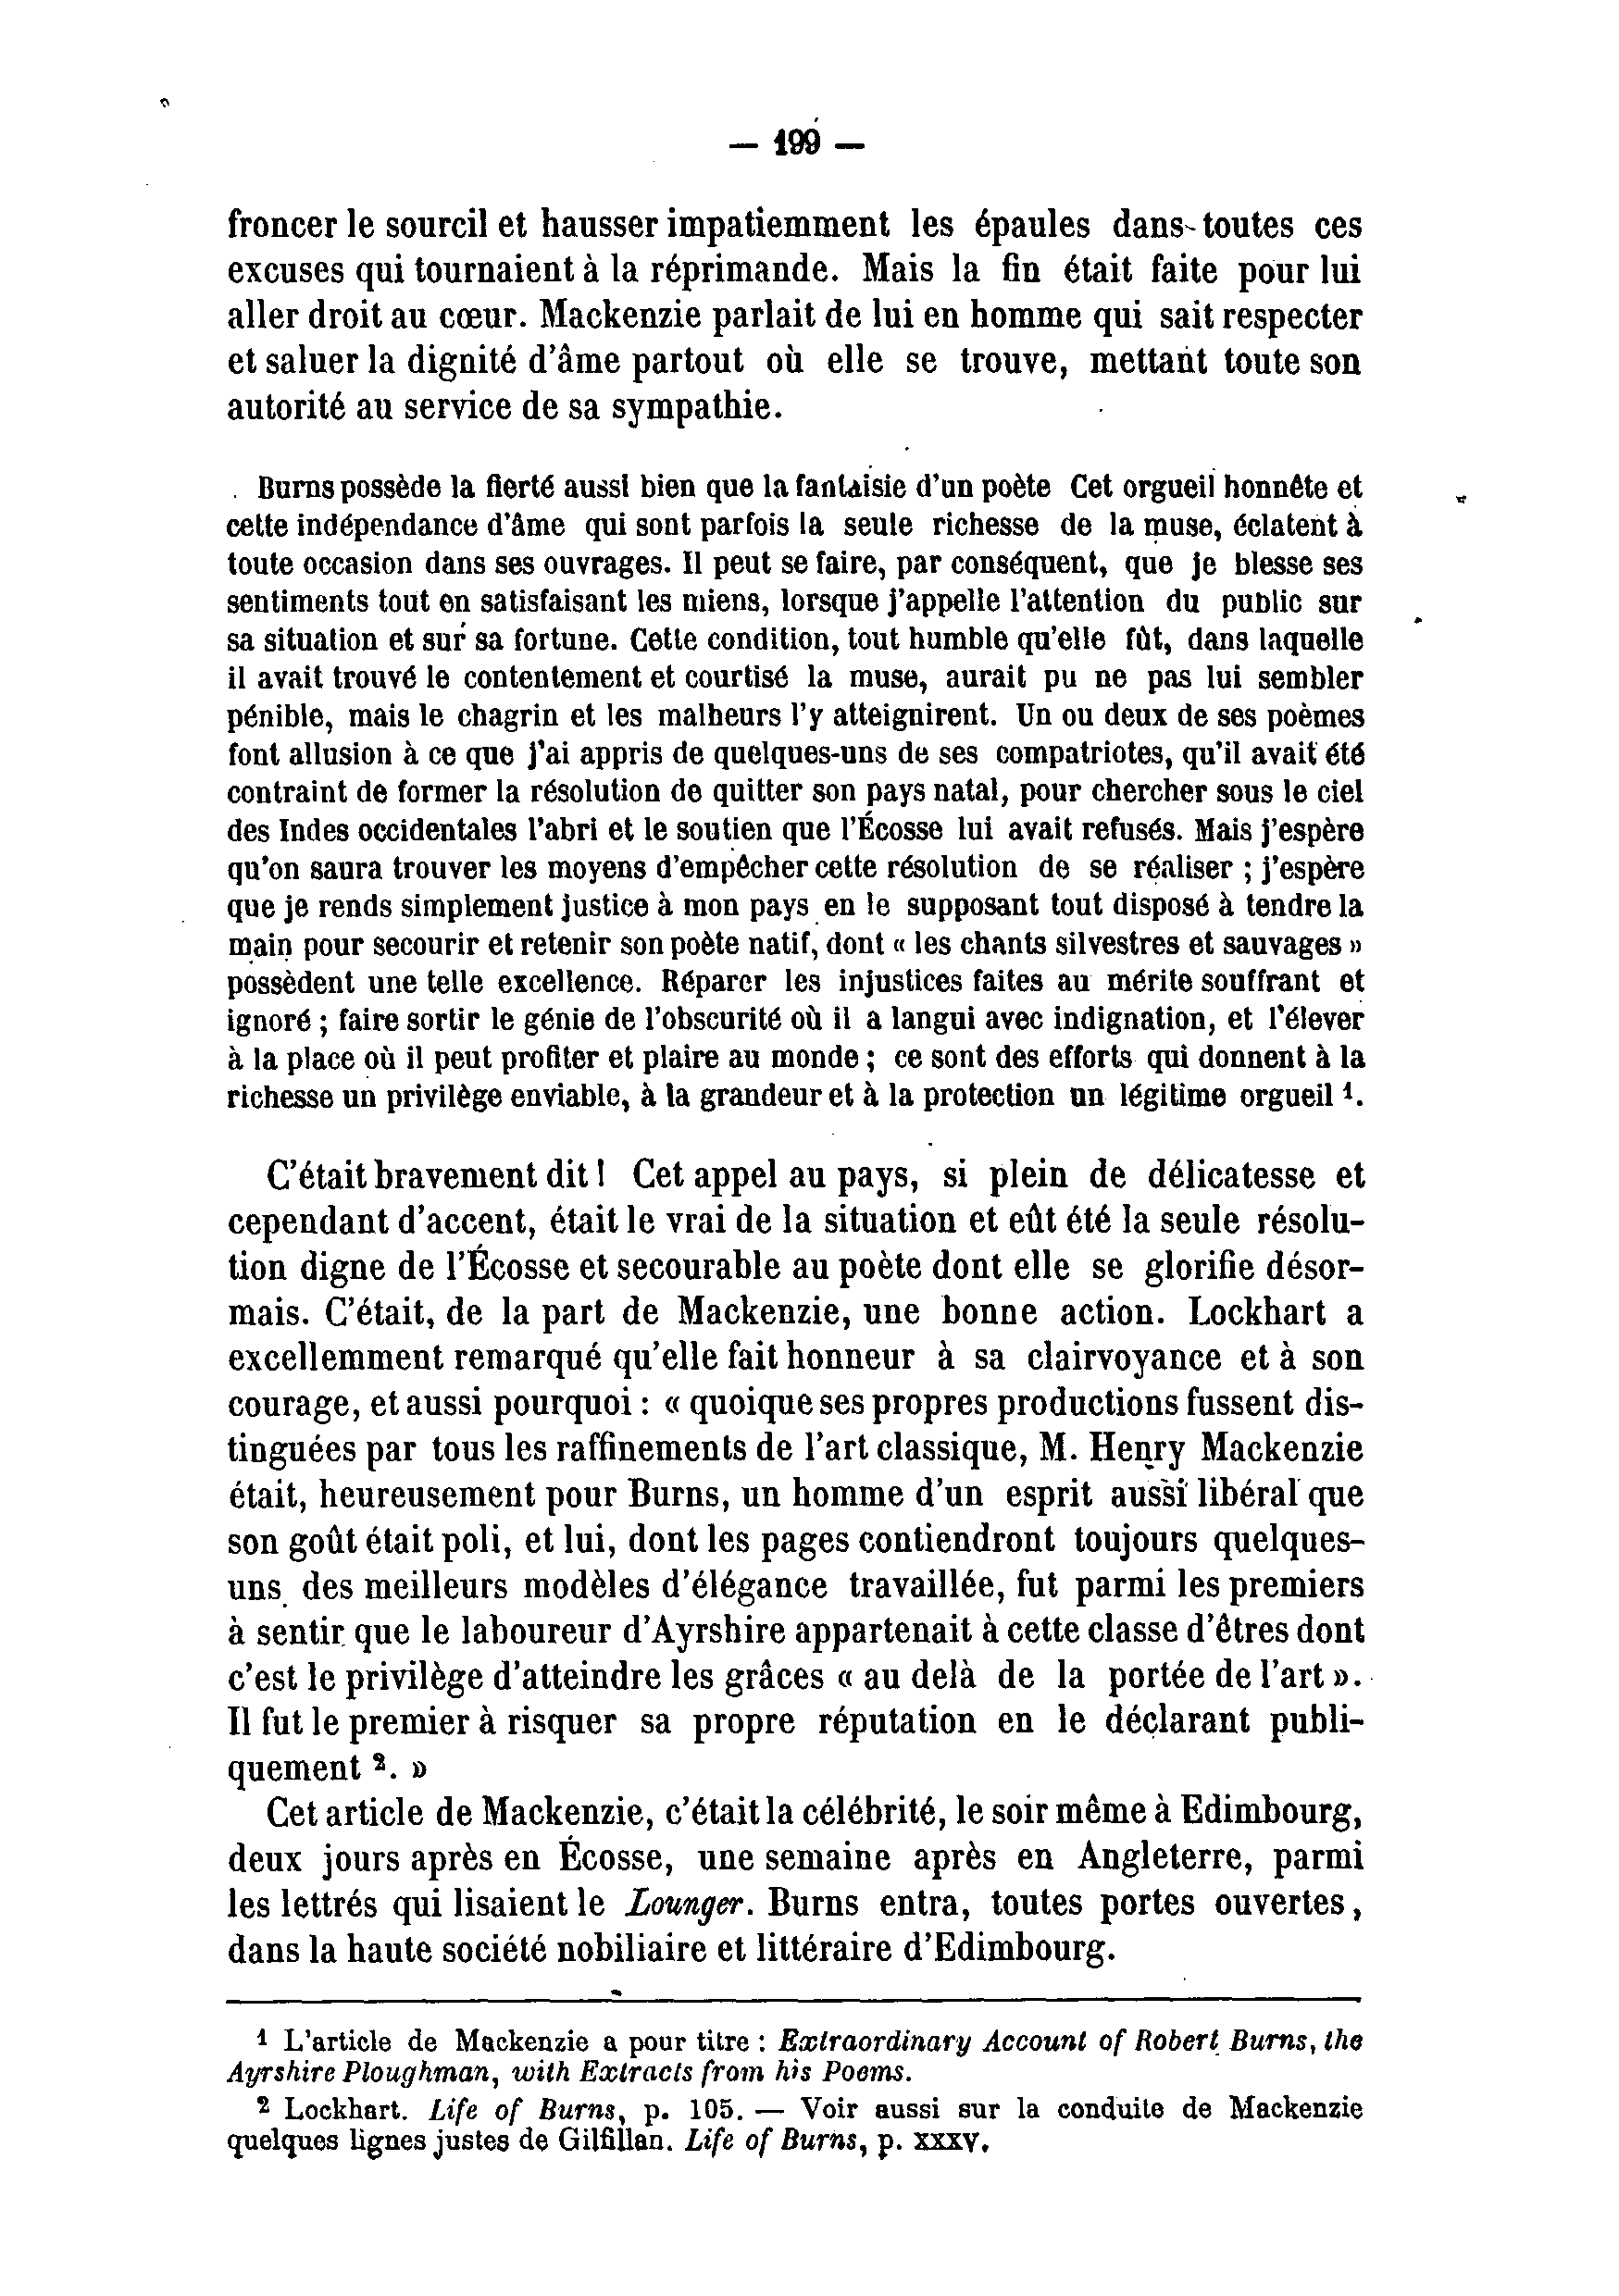 — 199 —
froncer le sourcil et hausser impatiemment les épaules dans toutes ces
excuses qui tournaient à la réprimande. Mais la fin était faite pour lui
aller droit au cœur. Mackenzie parlait de lui en homme qui sait respecter
et saluer la dignité d'âme partout où elle se trouve, mettant toute son
autorité au service de sa sympathie.
Burns possède la fierté aussi bien que la fantaisie d'un poète Cet orgueil honnête et
cette indépendance d'âme qui sont parfois la seule richesse de la muse, éclatent à
toute occasion dans ses ouvrages. Il peut se faire, par conséquent, que je blesse ses
sentiments tout en satisfaisant les miens, lorsque j'appelle l'attention du public sur
sa situation et sur sa fortune. Cette condition, tout humble qu'elle fût, dans laquelle
il avait trouvé le contentement et courtisé la muse, aurait pu ne pas lui sembler
pénible, mais le chagrin et les malheurs l'y atteignirent. Un ou deux de ses poèmes
font allusion à ce que j'ai appris de quelques-uns de ses compatriotes, qu'il avait été
contraint de former la résolution de quitter son pays natal, pour chercher sous le ciel
des Indes occidentales l'abri et le soutien que l'Écosse lui avait refusés. Mais j'espère
qu'on saura trouver les moyens d'empêcher cette résolution de se réaliser ; j'espère
que je rends simplement justice à mon pays en le supposant tout disposé à tendre la
main pour secourir et retenir son poète natif, dont « les chants silvestres et sauvages »
possèdent une telle excellence. Réparer les injustices faites au mérite souffrant et
ignoré ; faire sortir le génie de l'obscurité où il a langui avec indignation, et l'élever
à la place où il peut profiter et plaire au monde ; ce sont des efforts qui donnent à la
richesse un privilège enviable, à la grandeur et à la protection un légitime orgueil ¹.
C'était bravement dit ! Cet appel au pays, si plein de délicatesse et
cependant d'accent, était le vrai de la situation et eût été la seule résolu-
tion digne de l'Écosse et secourable au poète dont elle se glorifie désor-
mais. C'était, de la part de Mackenzie, une bonne action. Lockhart a
excellemment remarqué qu'elle fait honneur à sa clairvoyance et à son
courage, et aussi pourquoi : « quoique ses propres productions fussent dis-
tinguées par tous les raffinements de l'art classique, M. Henry Mackenzie
était, heureusement pour Burns, un homme d'un esprit aussi libéral que
son goût était poli, et lui, dont les pages contiendront toujours quelques-
uns des meilleurs modèles d'élégance travaillée, fut parmi les premiers
à sentir que le laboureur d'Ayrshire appartenait à cette classe d'êtres dont
c'est le privilège d'atteindre les grâces « au delà de la portée de l'art ».
Il fut le premier à risquer sa propre réputation en le déclarant publi-
quement ². »
Cet article de Mackenzie, c'était la célébrité, le soir même à Edimbourg,
deux jours après en Écosse, une semaine après en Angleterre, parmi
les lettrés qui lisaient le Lounger. Burns entra, toutes portes ouvertes,
dans la haute société nobiliaire et littéraire d'Edimbourg.
¹ L'article de Mackenzie a pour titre : Extraordinary Account of Robert Burns, the
Ayrshire Ploughman, with Extracts from his Poems.
² Lockhart. Life of Burns, p. 105. — Voir aussi sur la conduite de Mackenzie
quelques lignes justes de Gilfillan. Life of Burns, p. XXXV.